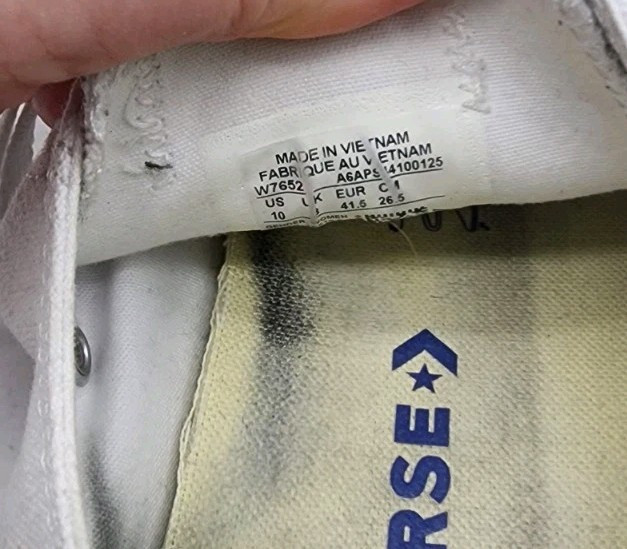 MADE IN VIETNAM
FABRIQUE AU VIETNAM
W7652 A6APS 4100125
US UK EUR CM
10 41.5 26.5
RSE